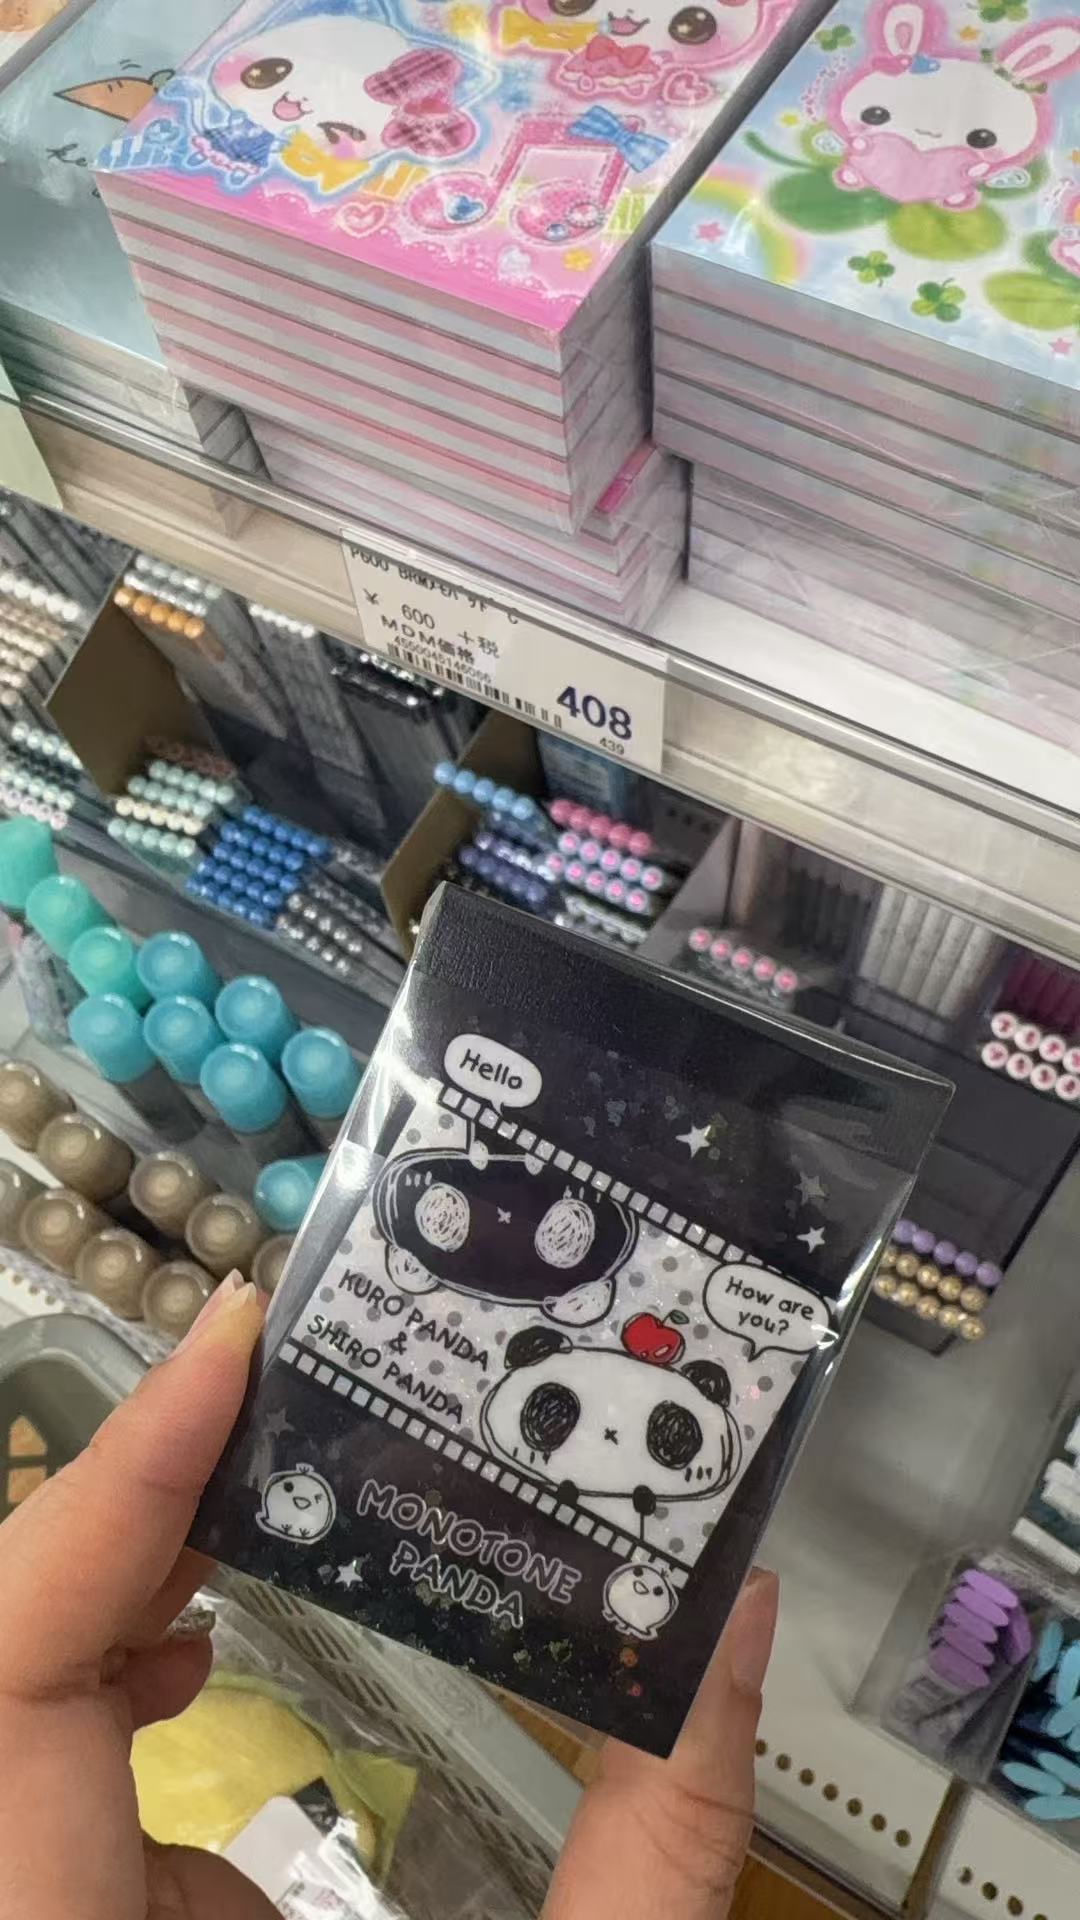 ¥ 600 +税
MDM価格
4550045146066
408
439
Hello
How are
you?
KURO PANDA
&
SHIRO PANDA
MONOTONE
PANDA